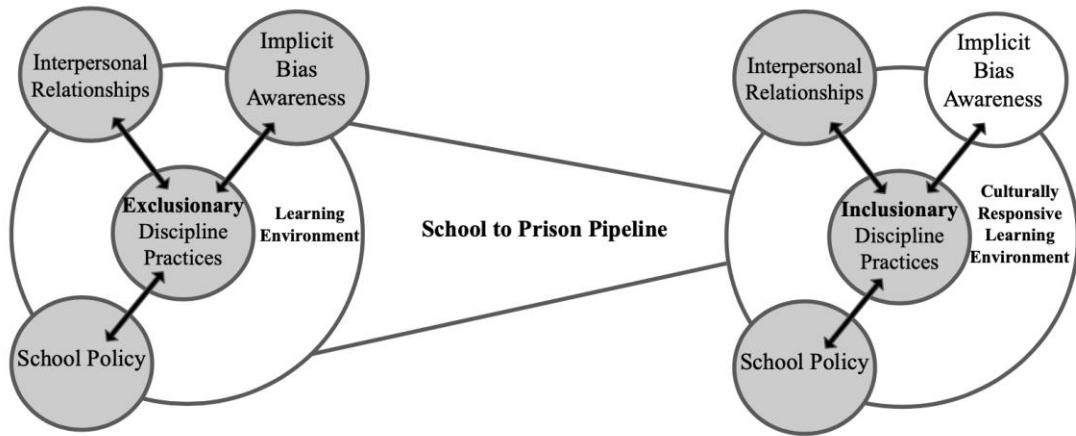 Interpersonal
Relationships
Implicit
Bias
Awareness
Exclusionary
Discipline
Practices
Learning
Environment
School Policy
School to Prison Pipeline
Interpersonal
Relationships
Implicit
Bias
Awareness
Inclusionary
Discipline
Practices
Culturally
Responsive
Learning
Environment
School Policy